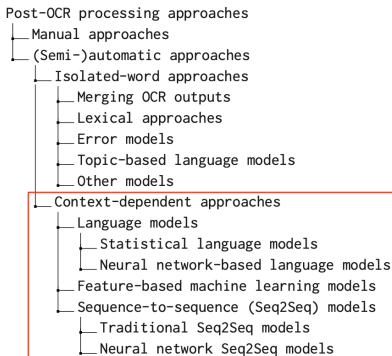 Post-OCR processing approaches
Manual approaches
(Semi-)automatic approaches
Isolated-word approaches
Merging OCR outputs
Lexical approaches
Error models
Topic-based language models
Other models
Context-dependent approaches
Language models
Statistical language models
Neural network-based language models
Feature-based machine learning models
Sequence-to-sequence (Seq2Seq) models
Traditional Seq2Seq models
Neural network Seq2Seq models